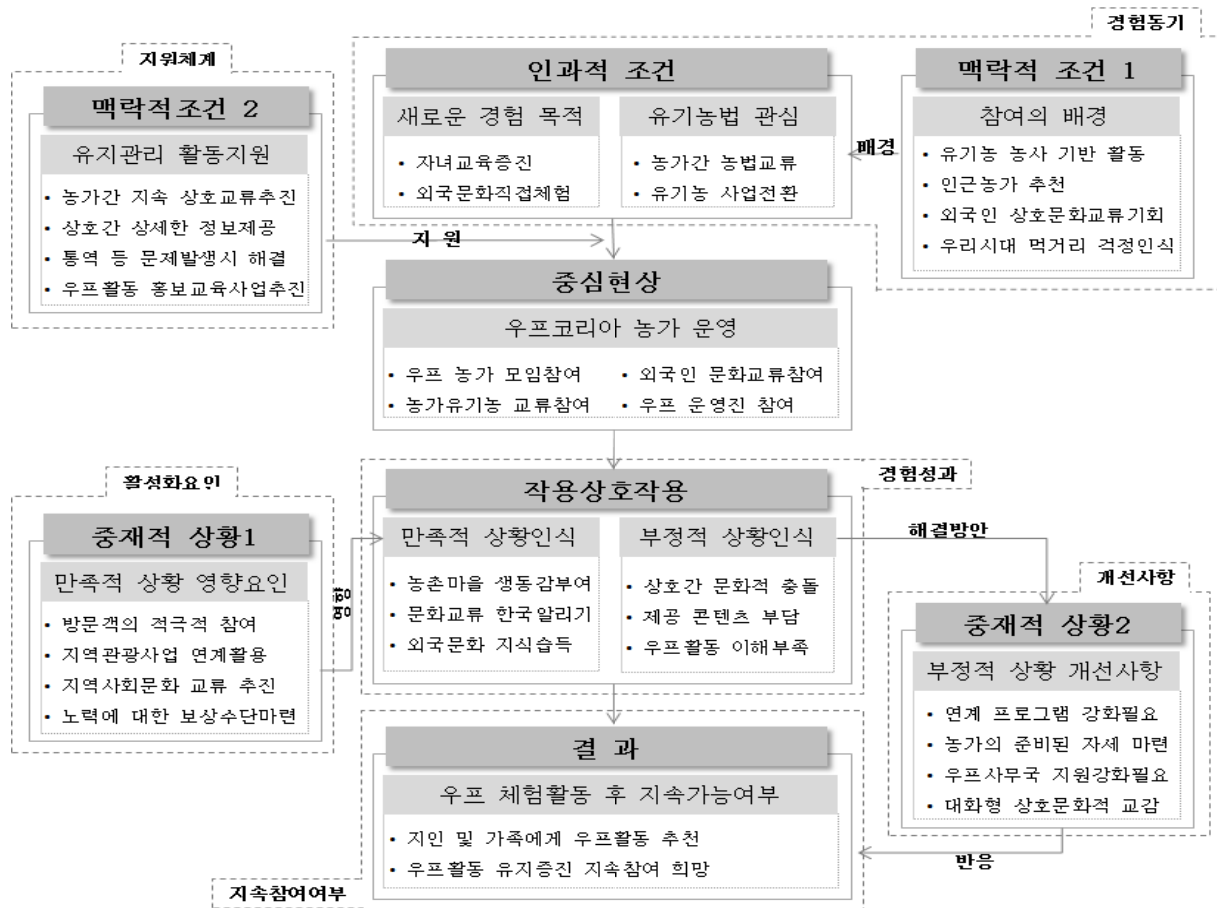 경험동기
지원체계
인과적 조건
맥락적 조건 1
맥락적조건 2
새로운 경험 목적
유기농법 관심
참여의 배경
배경
유지관리 활동지원
• 자녀교육증진
• 외국문화직접체험
• 농가간 농법교류
• 유기농 사업전환
• 유기농 농사 기반 활동
• 인근농가 추천
• 외국인 상호문화교류기회
• 우리시대 먹거리 걱정인식
• 농가간 지속 상호교류추진
• 상호간 상세한 정보제공
• 통역 등 문제발생시 해결
• 우프활동 홍보교육사업추진
지 원
중심현상
우프코리아 농가 운영
• 우프 농가 모임참여
• 농가유기농 교류참여
• 외국인 문화교류참여
• 우프 운영진 참여
활성화요인
경험성과
작용상호작용
중재적 상황1
만족적 상황인식
부정적 상황인식
해결방안
만족적 상황 영향요인
영향
• 농촌마을 생동감부여
• 문화교류 한국알리기
• 외국문화 지식습득
• 상호간 문화적 충돌
• 제공 콘텐츠 부담
• 우프활동 이해부족
개선사항
• 방문객의 적극적 참여
• 지역관광사업 연계활용
• 지역사회문화 교류 추진
• 노력에 대한 보상수단마련
중재적 상황2
부정적 상황 개선사항
• 연계 프로그램 강화필요
• 농가의 준비된 자세 마련
• 우프사무국 지원강화필요
• 대화형 상호문화적 교감
결 과
우프 체험활동 후 지속가능여부
• 지인 및 가족에게 우프활동 추천
• 우프활동 유지증진 지속참여 희망
반응
지속참여여부